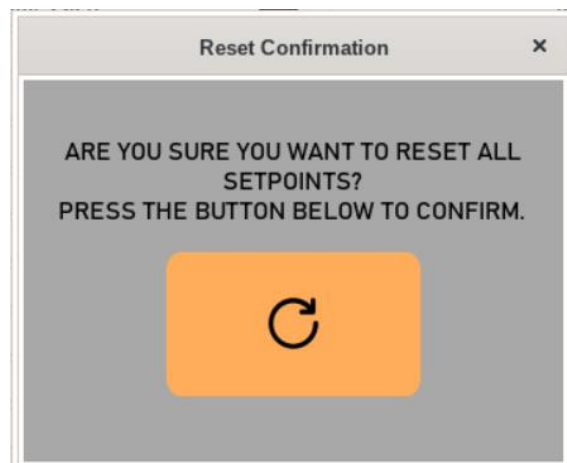 Reset Confirmation ×
ARE YOU SURE YOU WANT TO RESET ALL
SETPOINTS?
PRESS THE BUTTON BELOW TO CONFIRM.